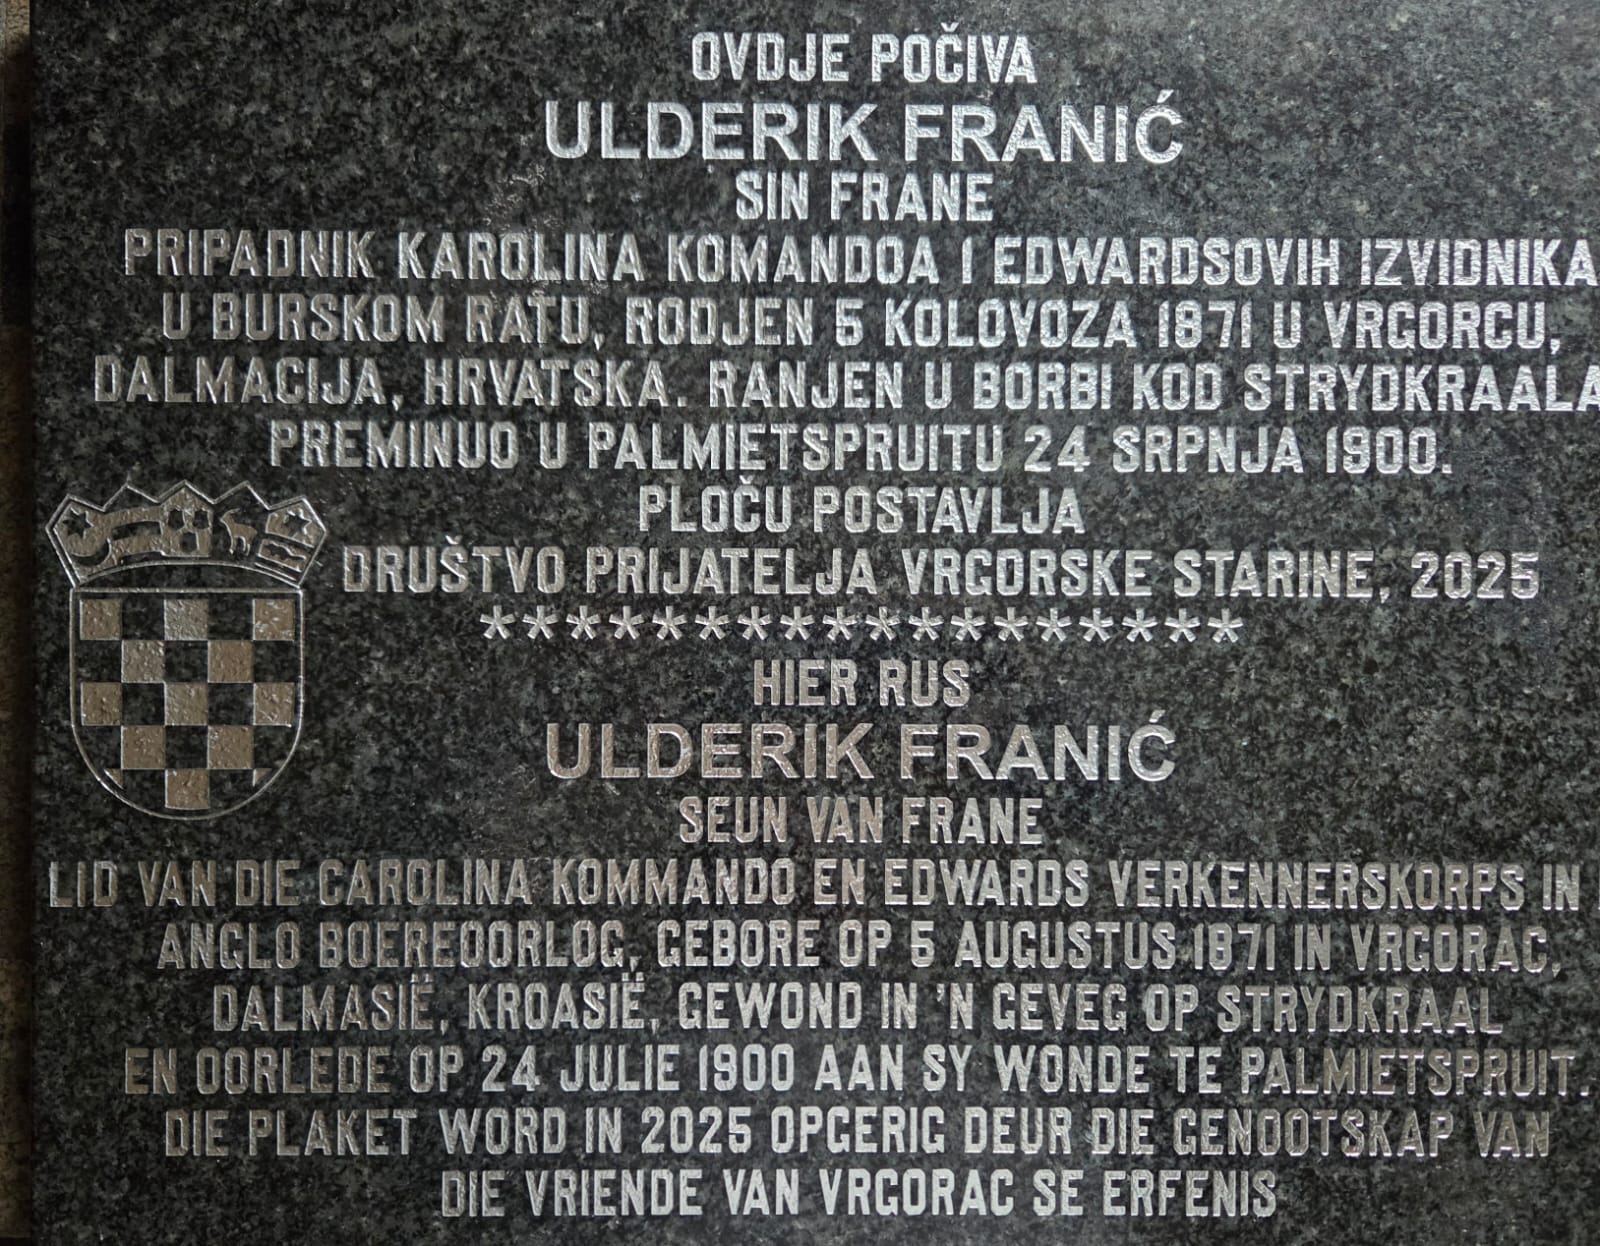 OVDJE POČIVA
ULDERIK FRANIĆ
SIN FRANE
PRIPADNIK KAROLINA KOMANDOA I EDWARDSOVIH IZVIDNIKA
U BURSKOM RATU, RODJEN 5 KOLOVOZA 1871 U VRGORCU,
DALMACIJA, HRVATSKA. RANJEN U BORBI KOD STRYDKRAALA
PREMINUO U PALMIETSPRUITU 24 SRPNJA 1900.
PLOČU POSTAVLJA
DRUŠTVO PRIJATELJA VRGORSKE STARINE, 2025
******************
HIER RUS
ULDERIK FRANIĆ
SEUN VAN FRANE
LID VAN DIE CAROLINA KOMMANDO EN EDWARDS VERKENNERSKORPS IN
ANGLO BOEREOORLOG, GEBORE OP 5 AUGUSTUS 1871 IN VRGORAC,
DALMASIË, KROASIË, GEWOND IN 'N GEVEG OP STRYDKRAAL
EN OORLEDE OP 24 JULIE 1900 AAN SY WONDE TE PALMIETSPRUIT.
DIE PLAKET WORD IN 2025 OPGERIG DEUR DIE GENOOTSKAP VAN
DIE VRIENDE VAN VRGORAC SE ERFENIS